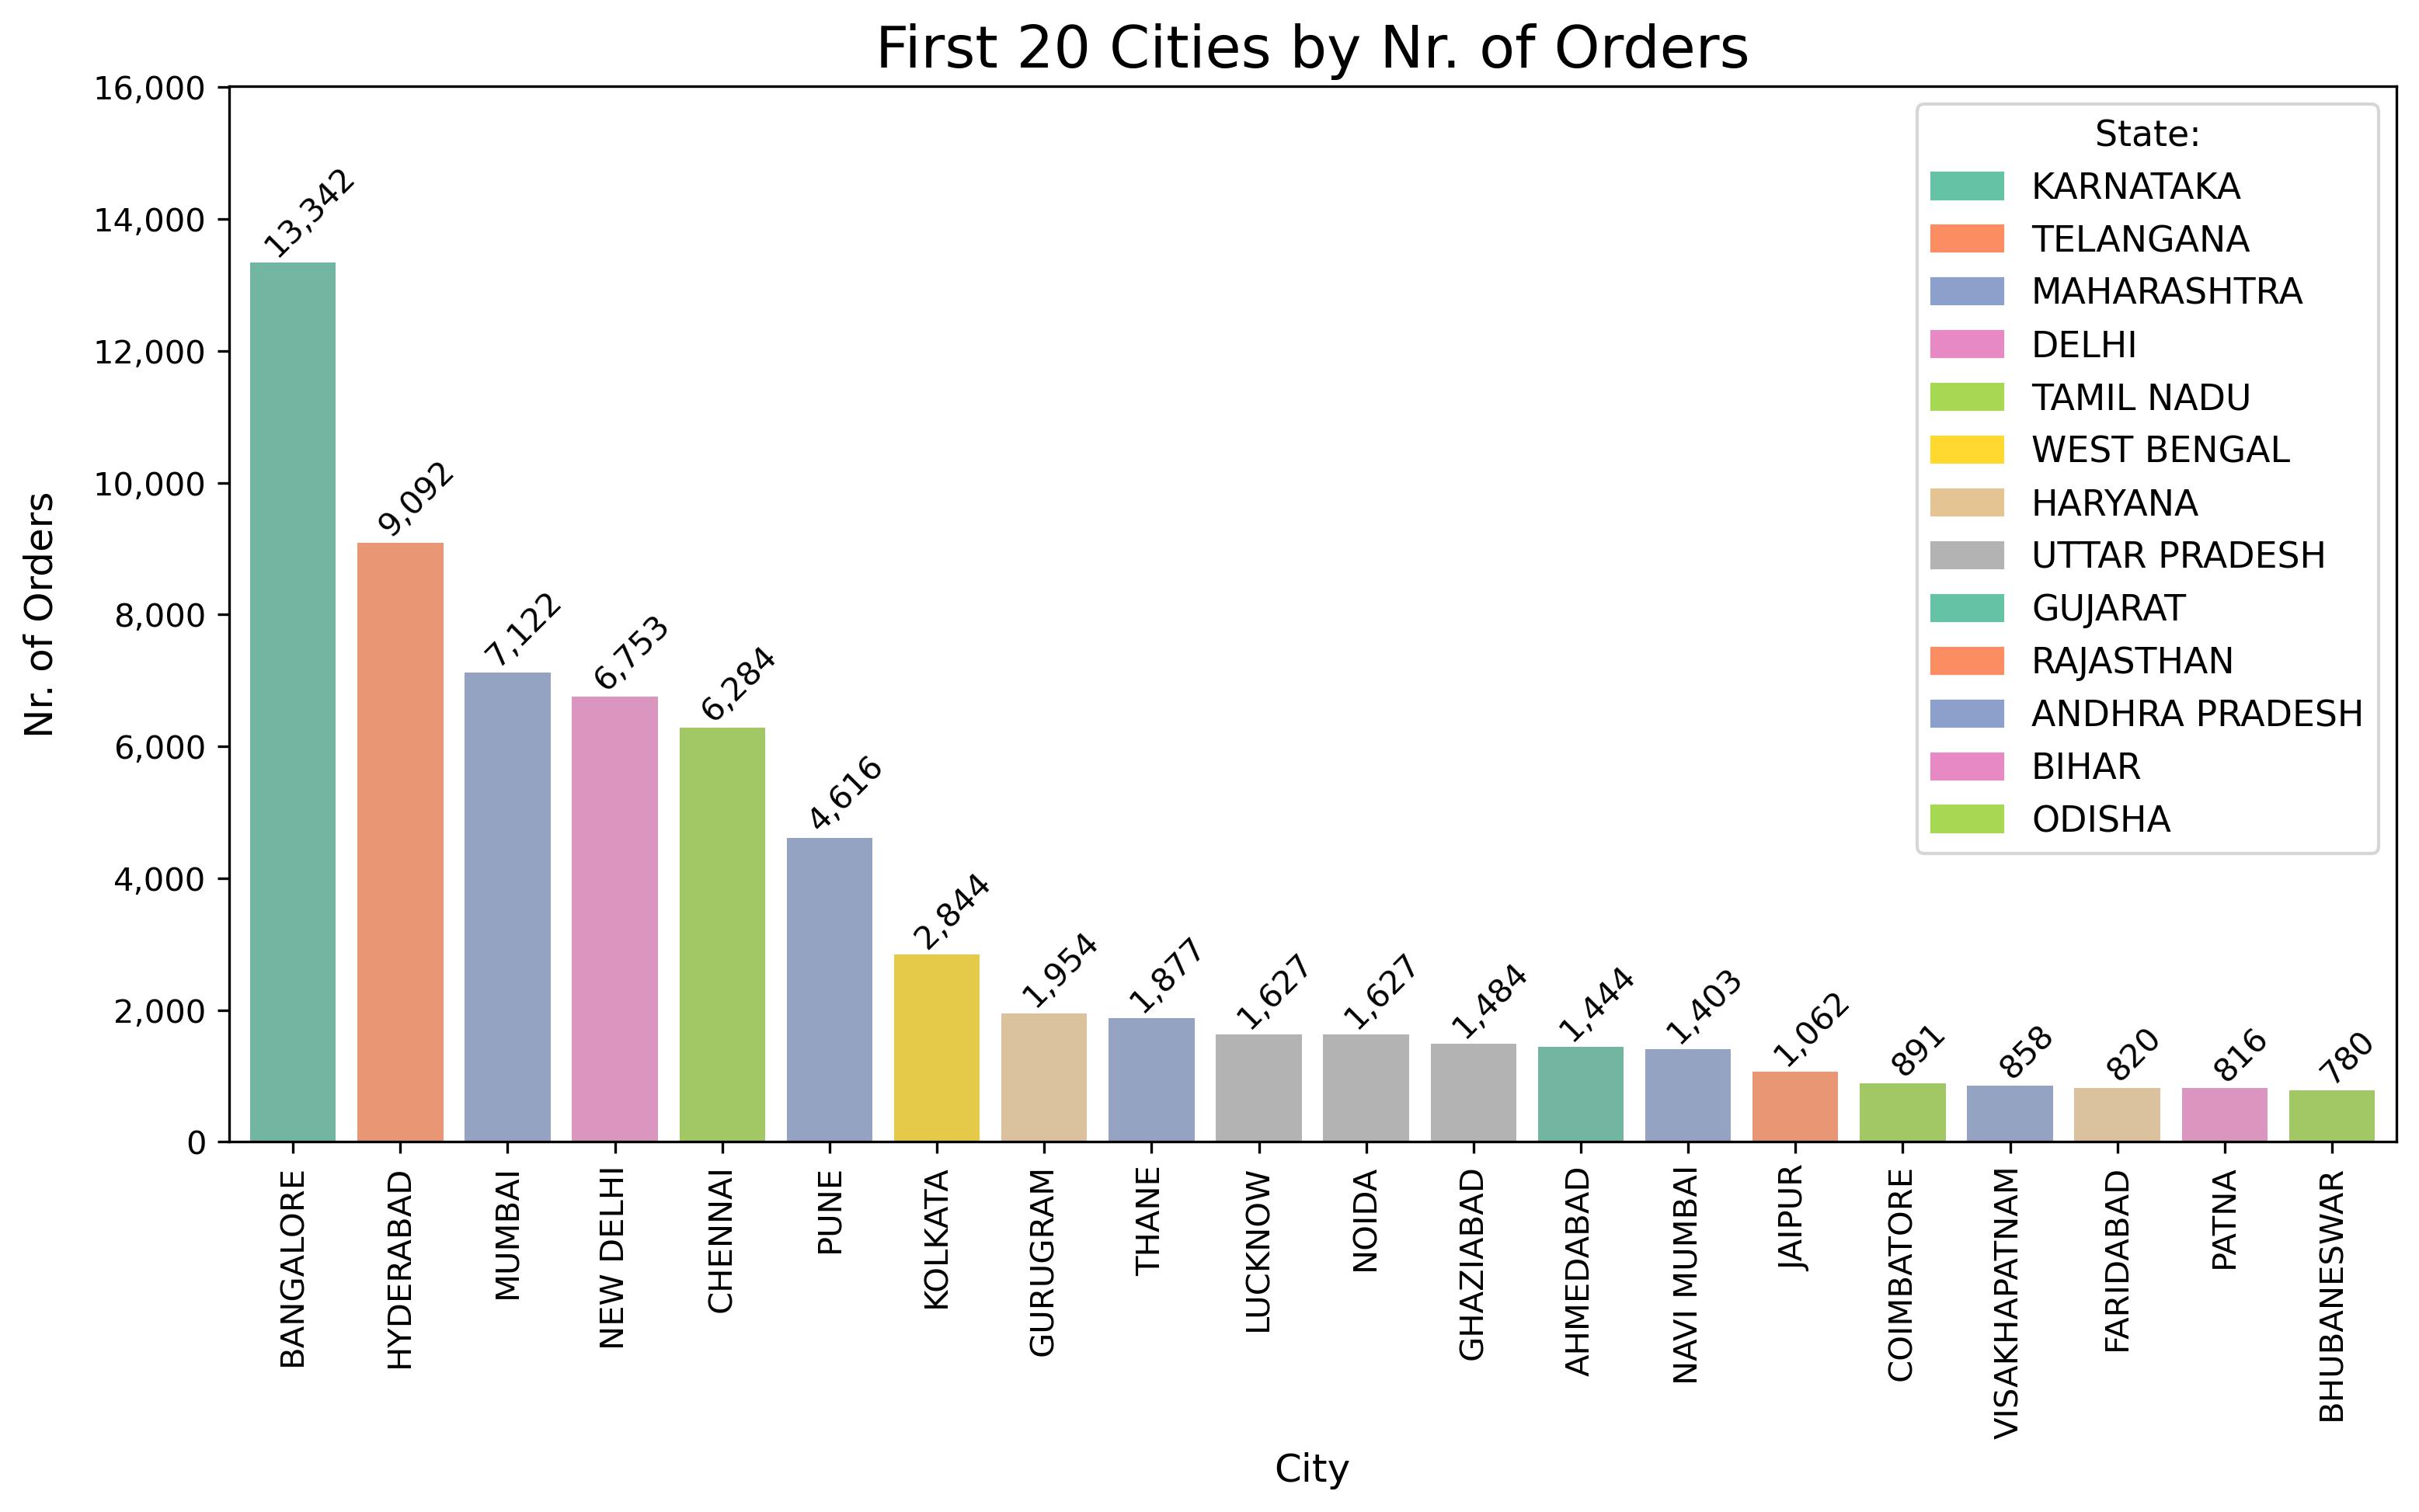 First 20 Cities by Nr. of Orders
16,000
14,000
12,000
10,000
8,000
6,000
4,000
2,000
0
Nr. of Orders
13,342
9,092
7,122
6,753
6,284
4,616
2,844
1,954
1,877
1,627
1,627
1,484
1,444
1,403
1,062
891
858
820
816
780
State:
KARNATAKA
TELANGANA
MAHARASHTRA
DELHI
TAMIL NADU
WEST BENGAL
HARYANA
UTTAR PRADESH
GUJARAT
RAJASTHAN
ANDHRA PRADESH
BIHAR
ODISHA
BANGALORE
HYDERABAD
MUMBAI
NEW DELHI
CHENNAI
PUNE
KOLKATA
GURUGRAM
THANE
LUCKNOW
NOIDA
GHAZIABAD
AHMEDABAD
NAVI MUMBAI
JAIPUR
COIMBATORE
VISAKHAPATNAM
FARIDABAD
PATNA
BHUBANESWAR
City